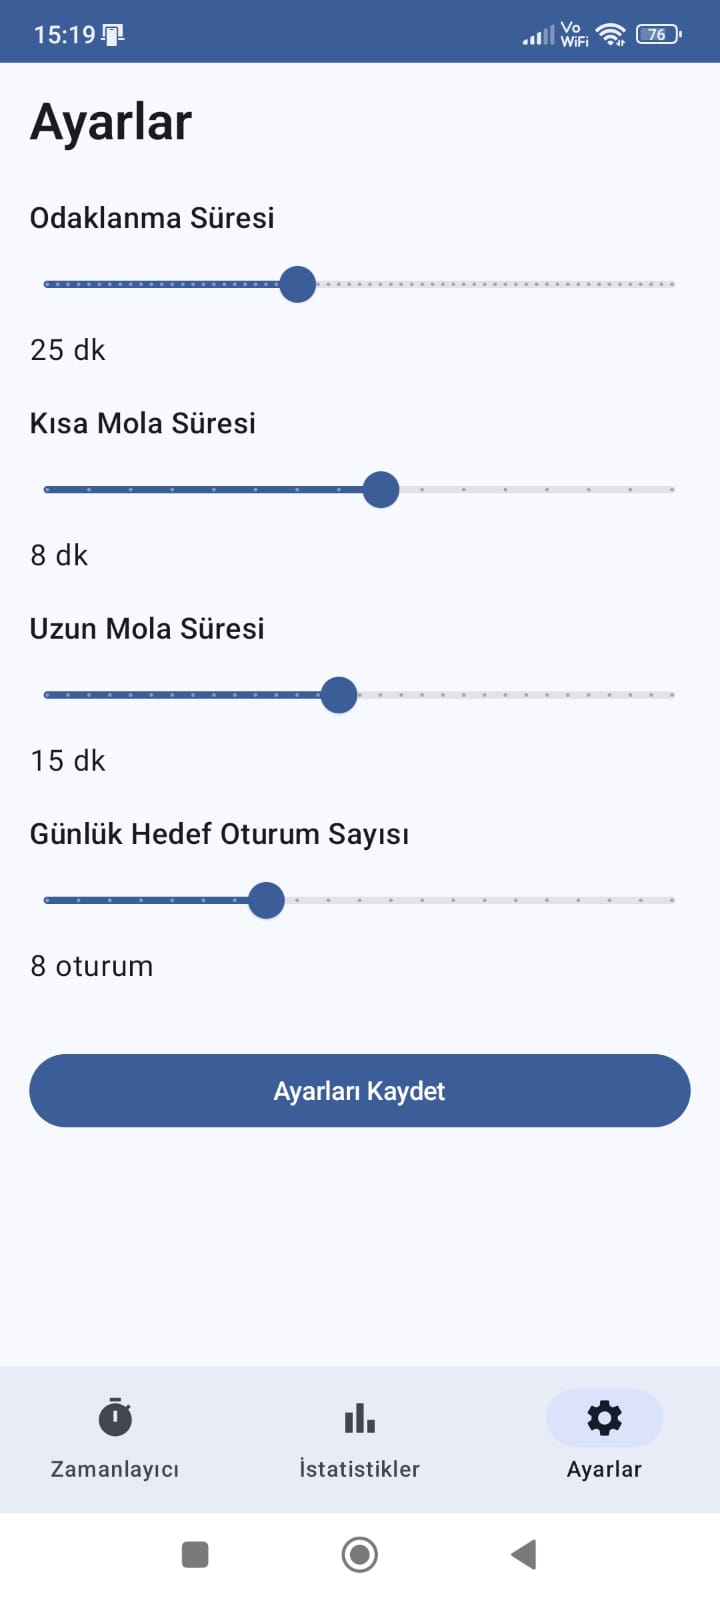 15:19
Vo
WiFi
76
Ayarlar
Odaklanma Süresi
25 dk
Kısa Mola Süresi
8 dk
Uzun Mola Süresi
15 dk
Günlük Hedef Oturum Sayısı
8 oturum
Ayarları Kaydet
Zamanlayıcı
İstatistikler
Ayarlar